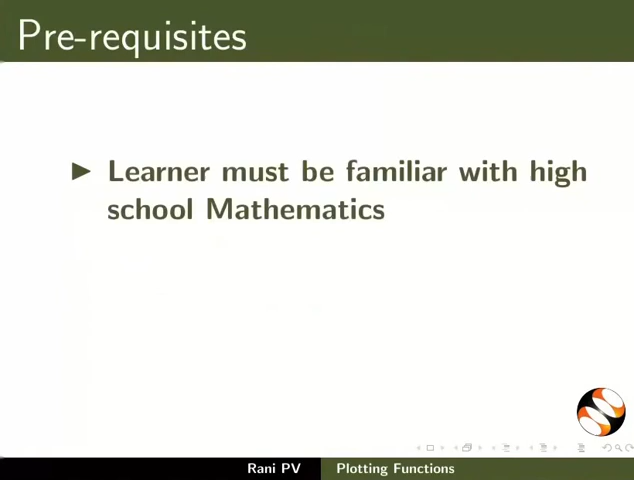 Pre-requisites
Learner must be familiar with high
school Mathematics
Rani PV
Plotting Functions